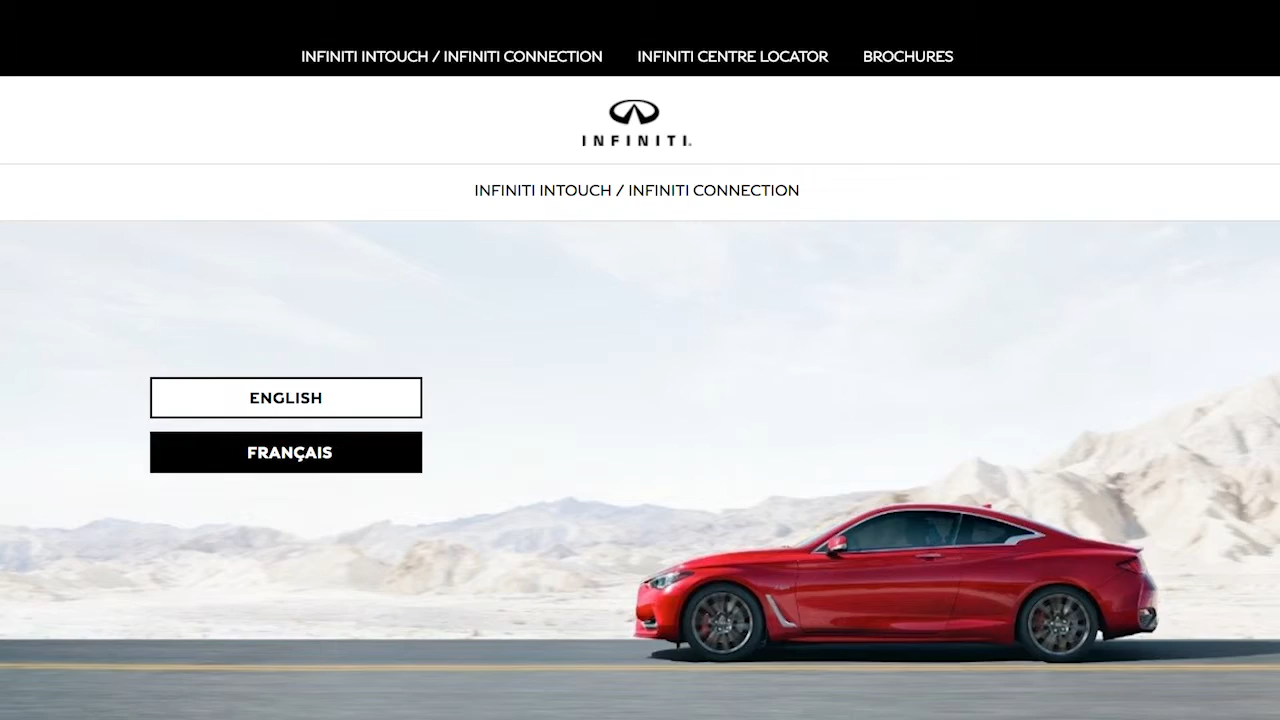 INFINITI INTOUCH / INFINITI CONNECTION INFINITI CENTRE LOCATOR BROCHURES
INFINITI
INFINITI INTOUCH / INFINITI CONNECTION
ENGLISH
FRANÇAIS